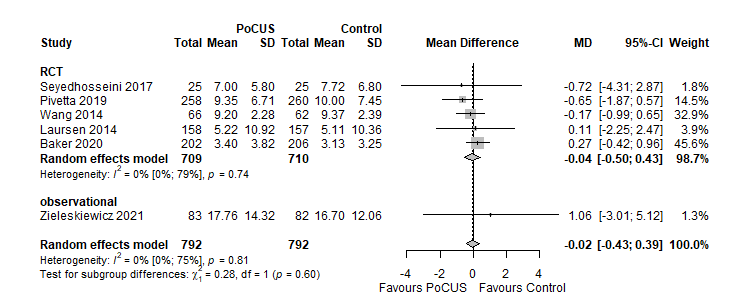 PoCUS Control
Study Total Mean SD Total Mean SD Mean Difference MD 95%-CI Weight
RCT
Seyedhosseini 2017 25 7.00 5.80 25 7.72 6.80 -0.72 [-4.31; 2.87] 1.8%
Pivetta 2019 258 9.35 6.71 260 10.00 7.45 -0.65 [-1.87; 0.57] 14.5%
Wang 2014 66 9.20 2.28 62 9.37 2.39 -0.17 [-0.99; 0.65] 32.9%
Laursen 2014 158 5.22 10.92 157 5.11 10.36 0.11 [-2.25; 2.47] 3.9%
Baker 2020 202 3.40 3.82 206 3.13 3.25 0.27 [-0.42; 0.96] 45.6%
Random effects model 709 710 -0.04 [-0.50; 0.43] 98.7%
Heterogeneity: I² = 0% [0%; 79%], p = 0.74
observational
Zieleskiewicz 2021 83 17.76 14.32 82 16.70 12.06 1.06 [-3.01; 5.12] 1.3%
Random effects model 792 792 -0.02 [-0.43; 0.39] 100.0%
Heterogeneity: I² = 0% [0%; 75%], p = 0.81
Test for subgroup differences: χ²₁ = 0.28, df = 1 (p = 0.60)
-4 -2 0 2 4
Favours PoCUS Favours Control